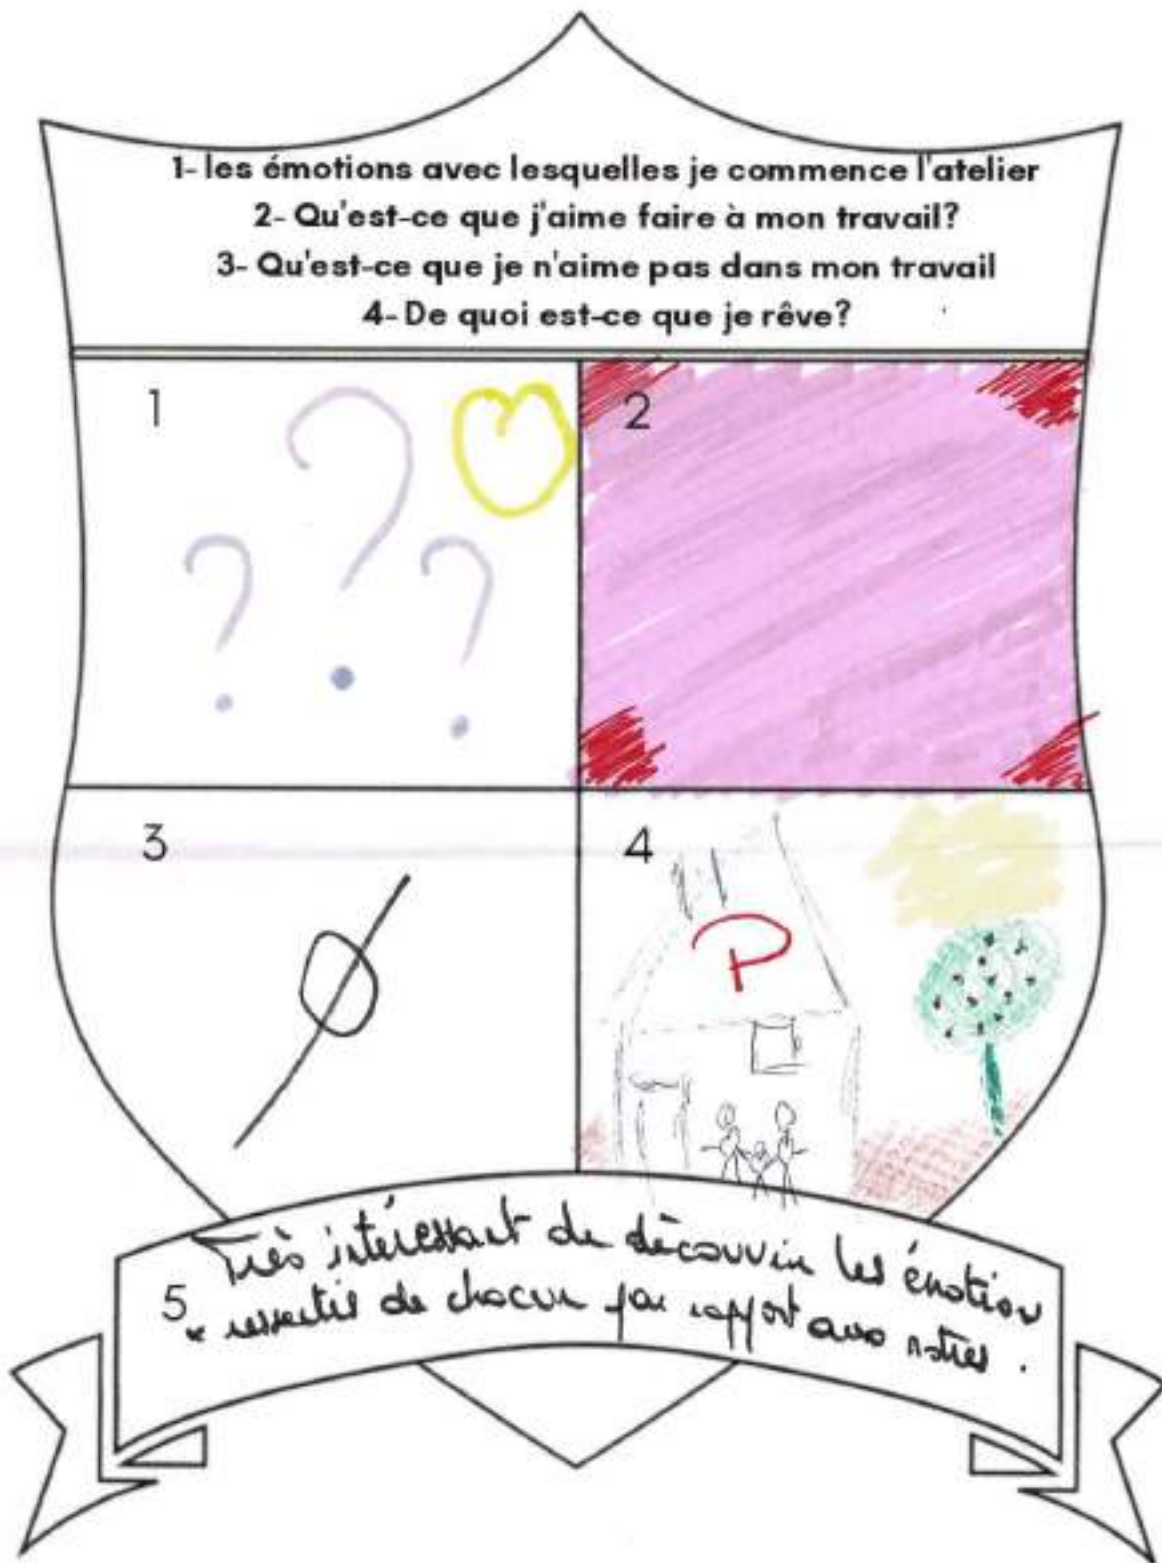 1- les émotions avec lesquelles je commence l'atelier
2- Qu'est-ce que j'aime faire à mon travail?
3- Qu'est-ce que je n'aime pas dans mon travail
4- De quoi est-ce que je rêve?
1
2
3
4
P
Très intéressant de découvrir les émotion
5 ressentis de chacun par rapport aux notres.